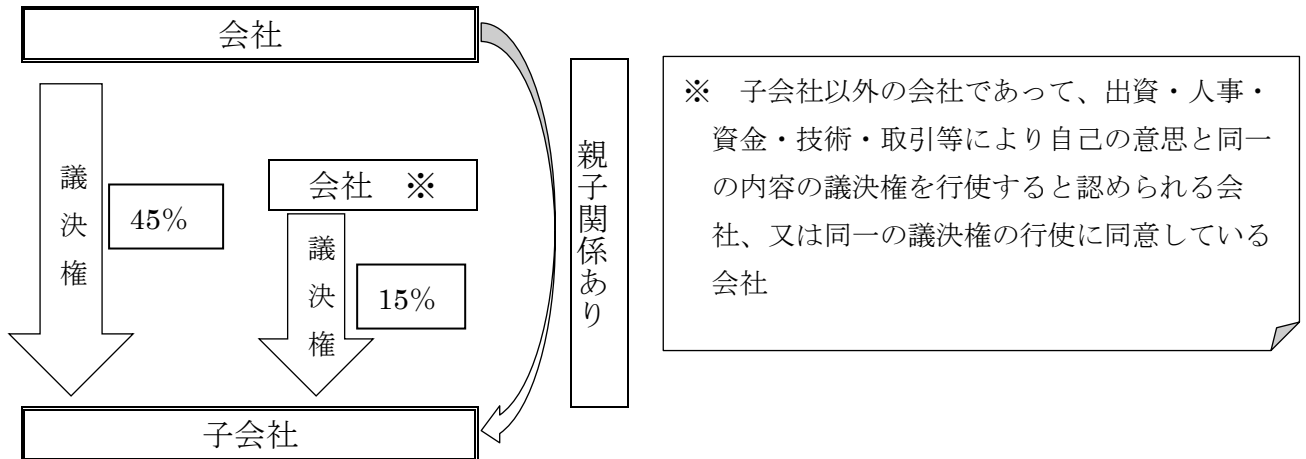 会社
議決権
45%
会社　※
議決権
15%
子会社
親子関係あり
※　子会社以外の会社であって、出資・人事・
資金・技術・取引等により自己の意思と同一
の内容の議決権を行使すると認められる会
社、又は同一の議決権の行使に同意している
会社